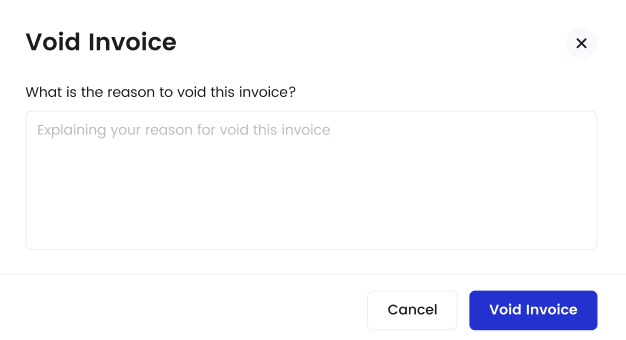 Void Invoice
What is the reason to void this invoice?
Explaining your reason for void this invoice
Cancel
Void Invoice